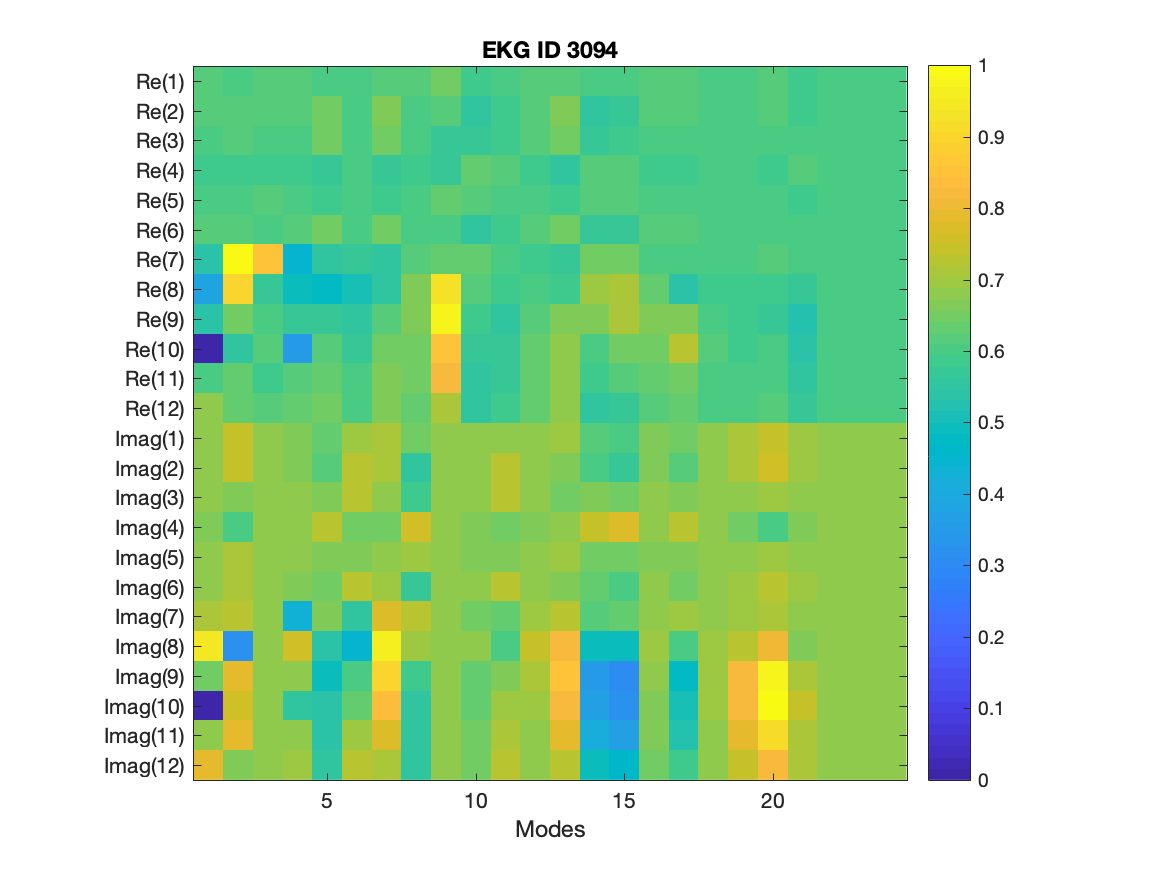 EKG ID 3094
Re(1)
Re(2)
Re(3)
Re(4)
Re(5)
Re(6)
Re(7)
Re(8)
Re(9)
Re(10)
Re(11)
Re(12)
Imag(1)
Imag(2)
Imag(3)
Imag(4)
Imag(5)
Imag(6)
Imag(7)
Imag(8)
Imag(9)
Imag(10)
Imag(11)
Imag(12)
5 10 15 20
Modes
1
0.9
0.8
0.7
0.6
0.5
0.4
0.3
0.2
0.1
0